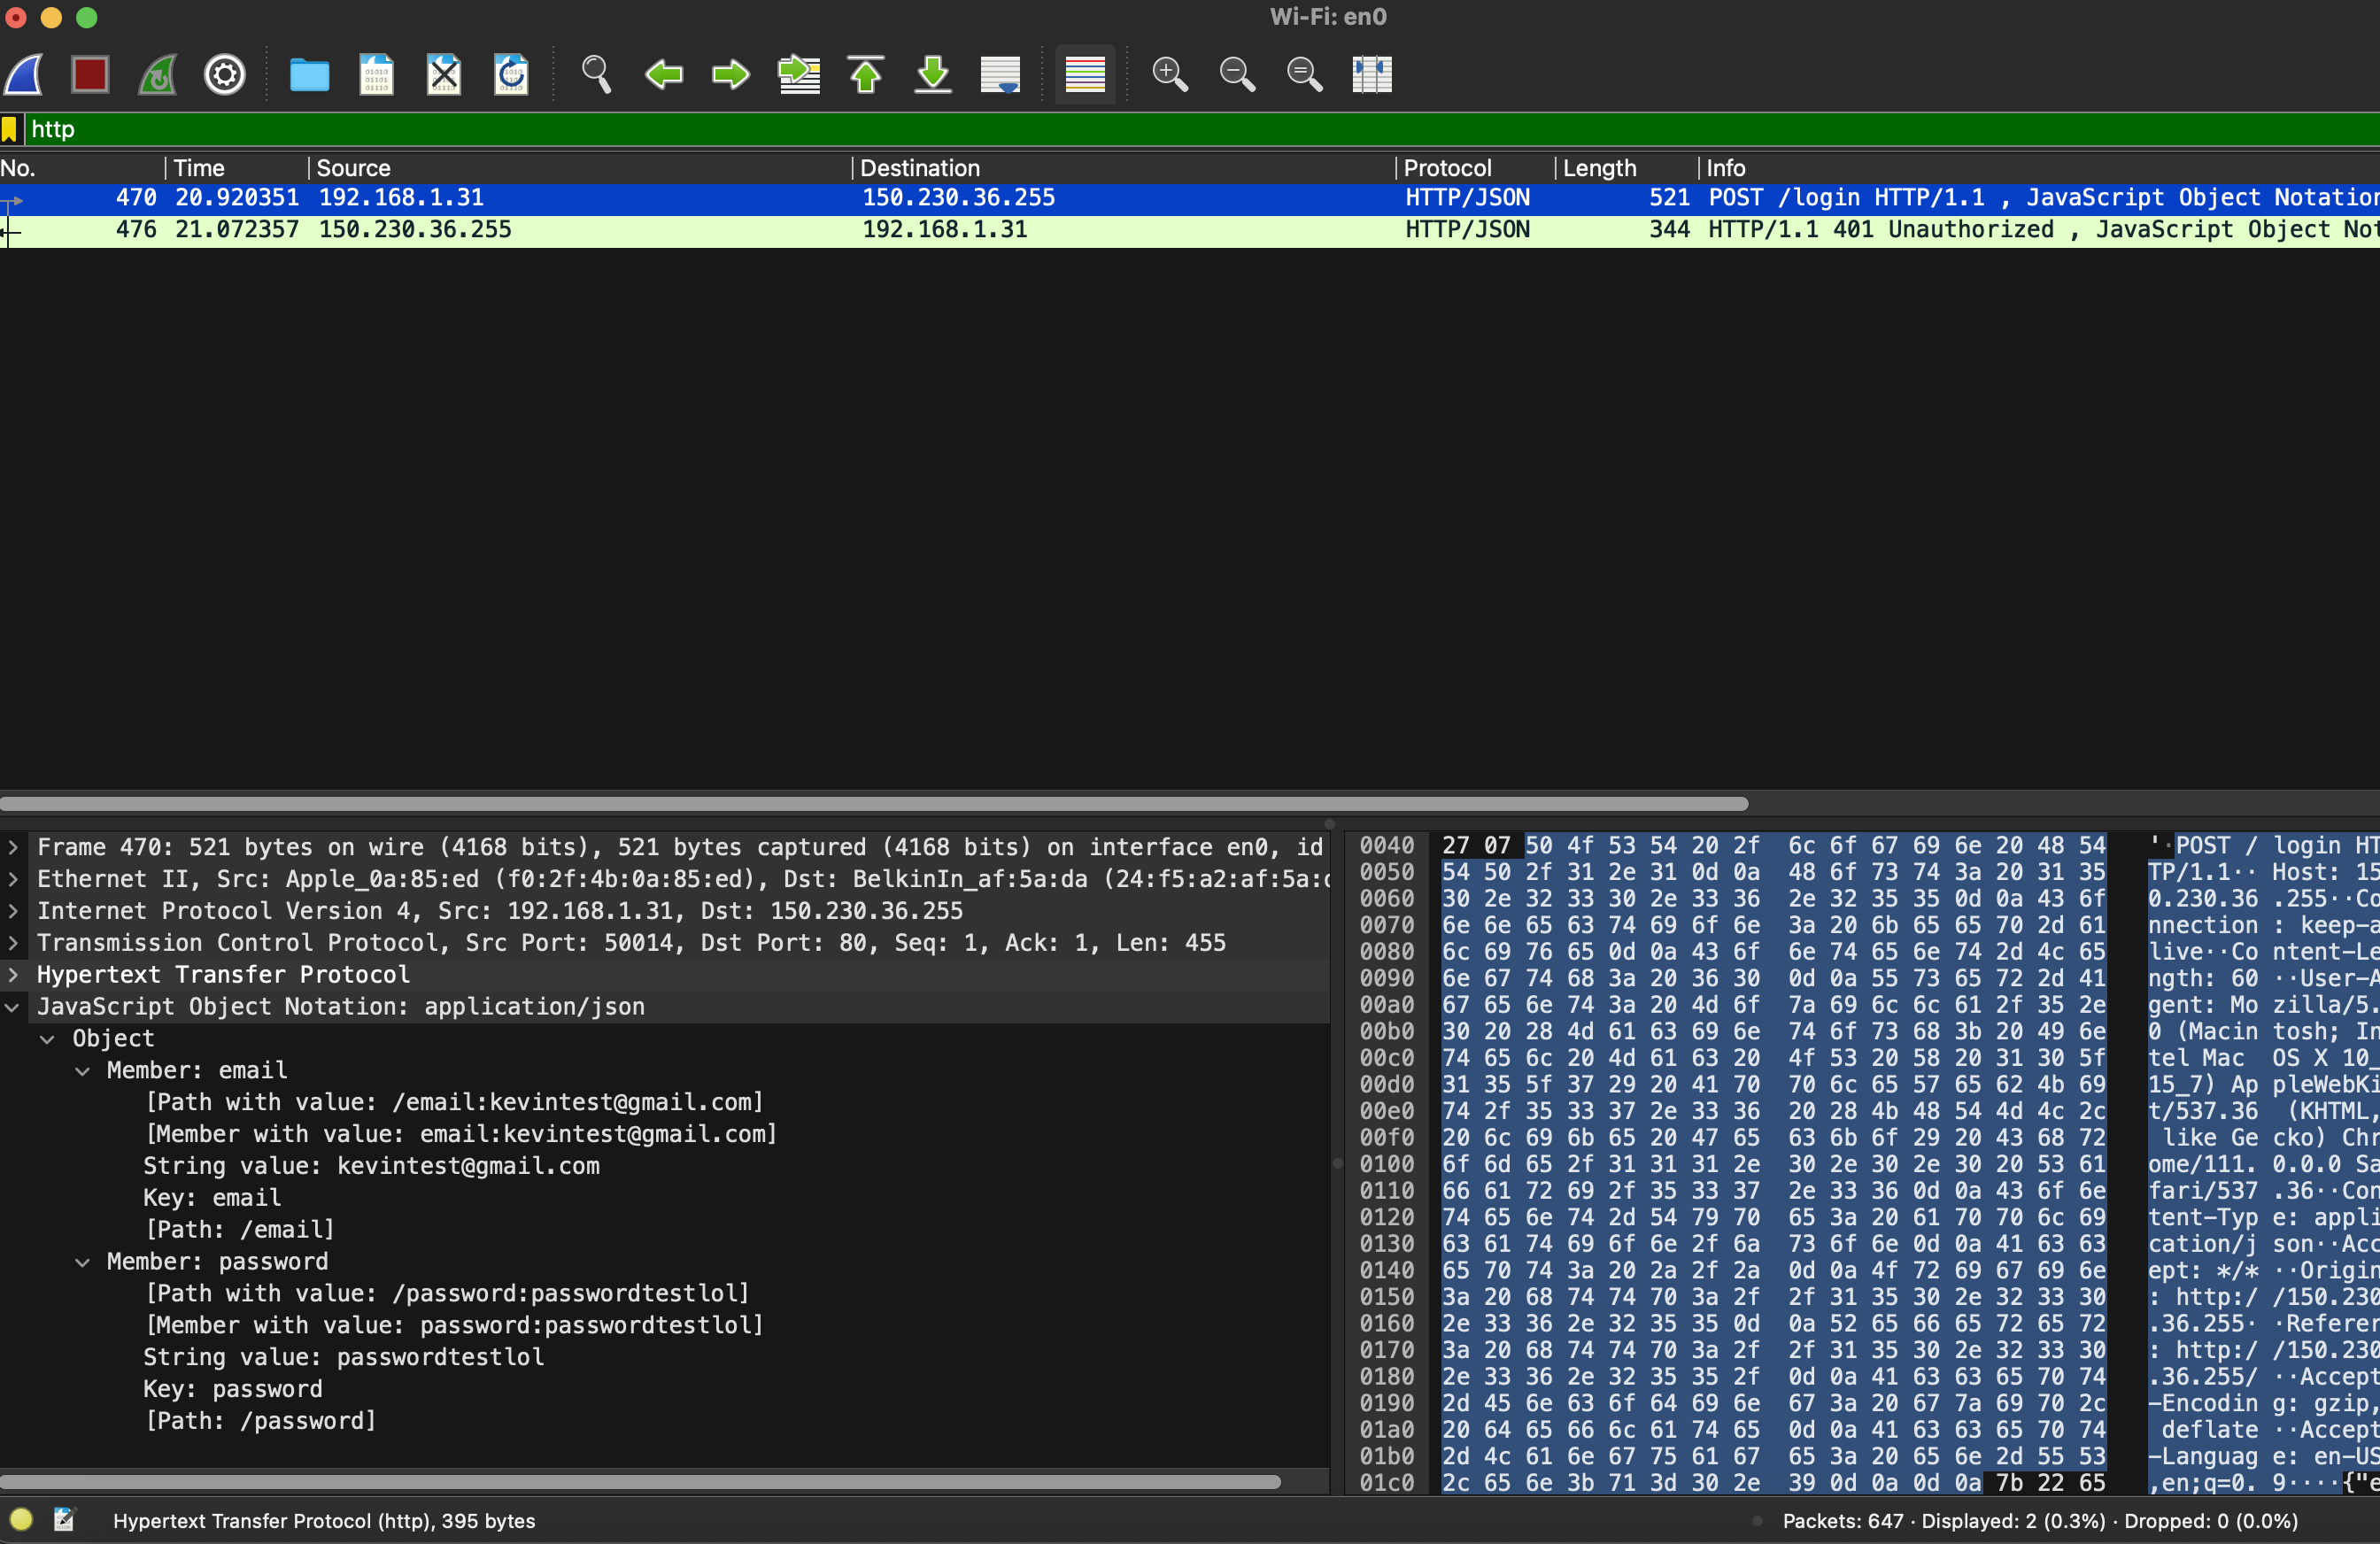 Wi-Fi: en0
http
No. Time Source Destination Protocol Length Info
470 20.920351 192.168.1.31 150.230.36.255 HTTP/JSON 521 POST /login HTTP/1.1 , JavaScript Object Notation
476 21.072357 150.230.36.255 192.168.1.31 HTTP/JSON 344 HTTP/1.1 401 Unauthorized , JavaScript Object Not
Frame 470: 521 bytes on wire (4168 bits), 521 bytes captured (4168 bits) on interface en0, id
Ethernet II, Src: Apple_0a:85:ed (f0:2f:4b:0a:85:ed), Dst: BelkinIn_af:5a:da (24:f5:a2:af:5a:d
Internet Protocol Version 4, Src: 192.168.1.31, Dst: 150.230.36.255
Transmission Control Protocol, Src Port: 50014, Dst Port: 80, Seq: 1, Ack: 1, Len: 455
Hypertext Transfer Protocol
JavaScript Object Notation: application/json
Object
Member: email
[Path with value: /email:kevintest@gmail.com]
[Member with value: email:kevintest@gmail.com]
String value: kevintest@gmail.com
Key: email
[Path: /email]
Member: password
[Path with value: /password:passwordtestlol]
[Member with value: password:passwordtestlol]
String value: passwordtestlol
Key: password
[Path: /password]
0040 27 07 50 4f 53 54 20 2f 6c 6f 67 69 6e 20 48 54 '·POST / login HT
0050 54 50 2f 31 2e 31 0d 0a 48 6f 73 74 3a 20 31 35 TP/1.1·· Host: 15
0060 30 2e 32 33 30 2e 33 36 2e 32 35 35 0d 0a 43 6f 0.230.36 .255··Co
0070 6e 6e 65 63 74 69 6f 6e 3a 20 6b 65 65 70 2d 61 nnection : keep-a
0080 6c 69 76 65 0d 0a 43 6f 6e 74 65 6e 74 2d 4c 65 live··Co ntent-Le
0090 6e 67 74 68 3a 20 36 30 0d 0a 55 73 65 72 2d 41 ngth: 60 ··User-A
00a0 67 65 6e 74 3a 20 4d 6f 7a 69 6c 6c 61 2f 35 2e gent: Mo zilla/5.
00b0 30 20 28 4d 61 63 69 6e 74 6f 73 68 3b 20 49 6e 0 (Macin tosh; In
00c0 74 65 6c 20 4d 61 63 20 4f 53 20 58 20 31 30 5f tel Mac OS X 10_
00d0 31 35 5f 37 29 20 41 70 70 6c 65 57 65 62 4b 69 15_7) Ap pleWebKi
00e0 74 2f 35 33 37 2e 33 36 20 28 4b 48 54 4d 4c 2c t/537.36 (KHTML,
00f0 20 6c 69 6b 65 20 47 65 63 6b 6f 29 20 43 68 72 like Ge cko) Chr
0100 6f 6d 65 2f 31 31 31 2e 30 2e 30 2e 30 20 53 61 ome/111. 0.0.0 Sa
0110 66 61 72 69 2f 35 33 37 2e 33 36 0d 0a 43 6f 6e fari/537 .36··Con
0120 74 65 6e 74 2d 54 79 70 65 3a 20 61 70 70 6c 69 tent-Typ e: appli
0130 63 61 74 69 6f 6e 2f 6a 73 6f 6e 0d 0a 41 63 63 cation/j son··Acc
0140 65 70 74 3a 20 2a 2f 2a 0d 0a 4f 72 69 67 69 6e ept: */* ··Origin
0150 3a 20 68 74 74 70 3a 2f 2f 31 35 30 2e 32 33 30 : http:/ /150.230
0160 2e 33 36 2e 32 35 35 0d 0a 52 65 66 65 72 65 72 .36.255· ·Referer
0170 3a 20 68 74 74 70 3a 2f 2f 31 35 30 2e 32 33 30 : http:/ /150.230
0180 2e 33 36 2e 32 35 35 2f 0d 0a 41 63 63 65 70 74 .36.255/ ··Accept
0190 2d 45 6e 63 6f 64 69 6e 67 3a 20 67 7a 69 70 2c -Encodin g: gzip,
01a0 20 64 65 66 6c 61 74 65 0d 0a 41 63 63 65 70 74 deflate ··Accept
01b0 2d 4c 61 6e 67 75 61 67 65 3a 20 65 6e 2d 55 53 -Languag e: en-US
01c0 2c 65 6e 3b 71 3d 30 2e 39 0d 0a 0d 0a 7b 22 65 ,en;q=0. 9····{"e
Hypertext Transfer Protocol (http), 395 bytes
Packets: 647 · Displayed: 2 (0.3%) · Dropped: 0 (0.0%)